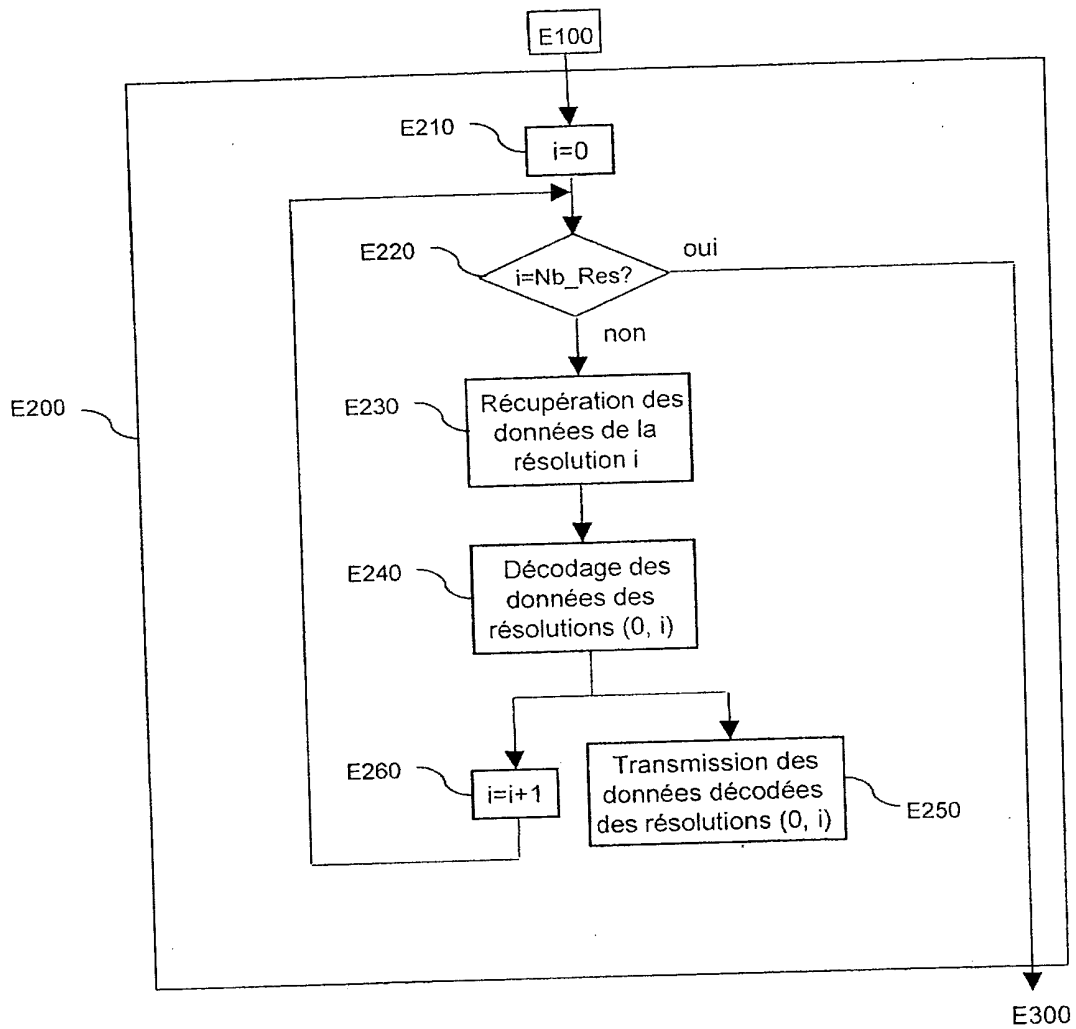 E100
E210
i=0
E220
i=Nb_Res?
oui
non
E200
E230
Récupération des
données de la
résolution i
E240
Décodage des
données des
résolutions (0, i)
E260
i=i+1
Transmission des
données décodées
des résolutions (0, i)
E250
E300